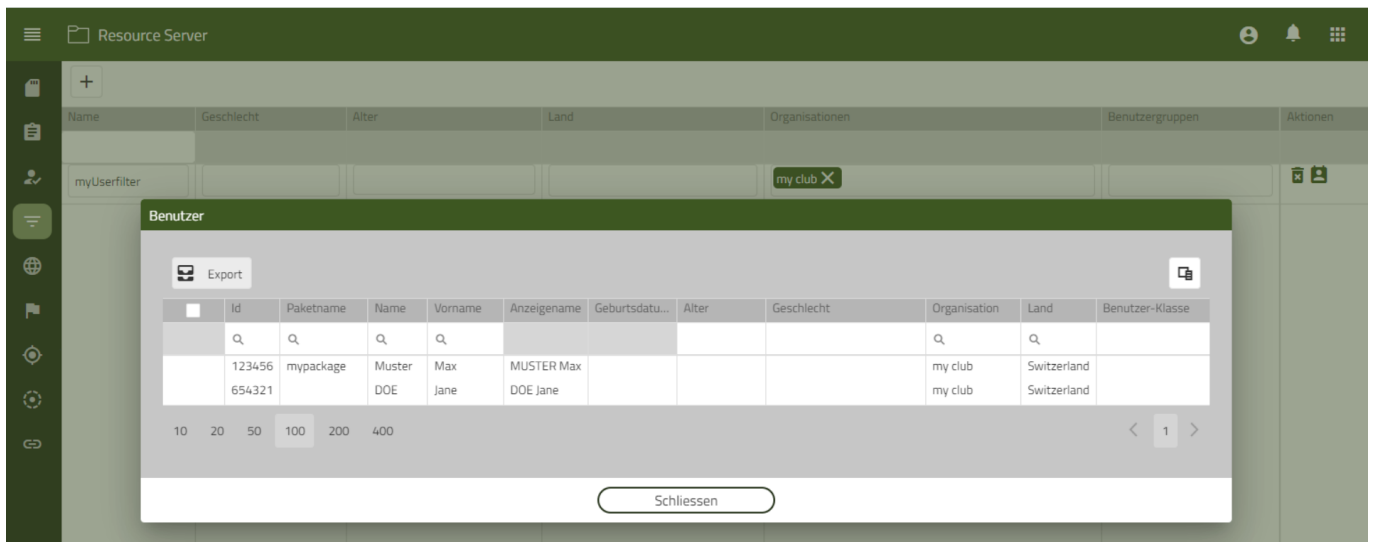 Resource Server
+
Name Geschlecht Alter Land Organisationen Benutzergruppen Aktionen
myUserfilter my club
Benutzer
Export
Id Paketname Name Vorname Anzeigename Geburtsdatu... Alter Geschlecht Organisation Land Benutzer-Klasse
123456 mypackage Muster Max MUSTER Max my club Switzerland
654321 DOE Jane DOE Jane my club Switzerland
10 20 50 100 200 400 1
Schliessen